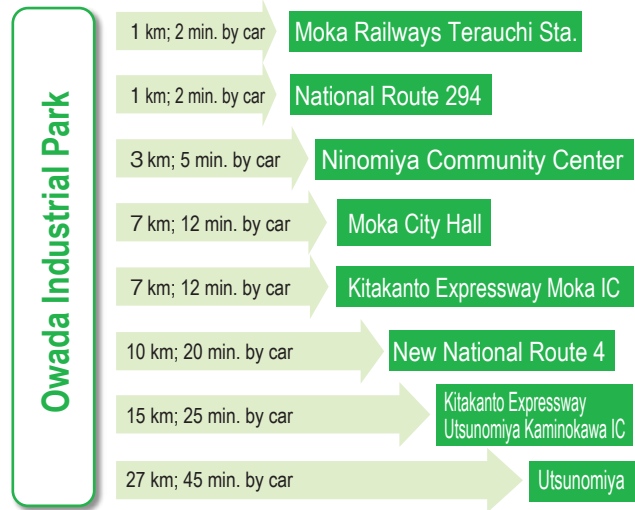 Owada Industrial Park
1 km; 2 min. by car
Moka Railways Terauchi Sta.
1 km; 2 min. by car
National Route 294
3 km; 5 min. by car
Ninomiya Community Center
7 km; 12 min. by car
Moka City Hall
7 km; 12 min. by car
Kitakanto Expressway Moka IC
10 km; 20 min. by car
New National Route 4
15 km; 25 min. by car
Kitakanto Expressway
Utsunomiya Kaminokawa IC
27 km; 45 min. by car
Utsunomiya